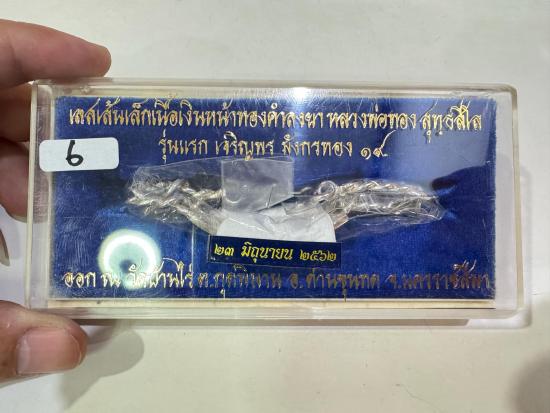 เลสเส้นเล็กเนื้อเงินหน้าทองคำลงยา หลวงพ่อทอง สุทธสีโล
รุ่นแรก เจริญพร มังกรทอง ๑๕
6
๒๓ มิถุนายน ๒๕๖๒
ออก ณ วัดบ้านไร่ ต.กุดพิมาน อ.ด่านขุนทด จ.นครราชสีมา